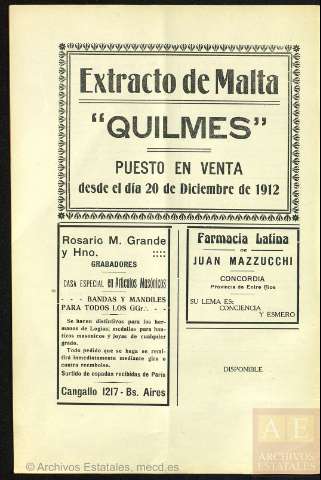 Extracto de Malta
"QUILMES"
PUESTO EN VENTA
desde el día 20 de Diciembre de 1912
Rosario M. Grande
y Hno.
GRABADORES
CASA ESPECIAL en Artículos Masónicos
BANDAS Y MANDILES
PARA TODOS LOS GGr∴
Se hacen distintivos para los hermanos de Logias; medallas para bautizos masónicos y joyas de cualquier grado.
Todo pedido que se haga se remitirá inmediatamente mediante giro o contra reembolso.
Surtido de espadas recibidas de París
Cangallo 1217 - Bs. Aires
Farmacia Latina
DE
JUAN MAZZUCCHI
CONCORDIA
Provincia de Entre Ríos
SU LEMA ES:
CONCIENCIA
Y ESMERO
DISPONIBLE
AE
ARCHIVOS
ESTATALES
© Archivos Estatales, mecd.es